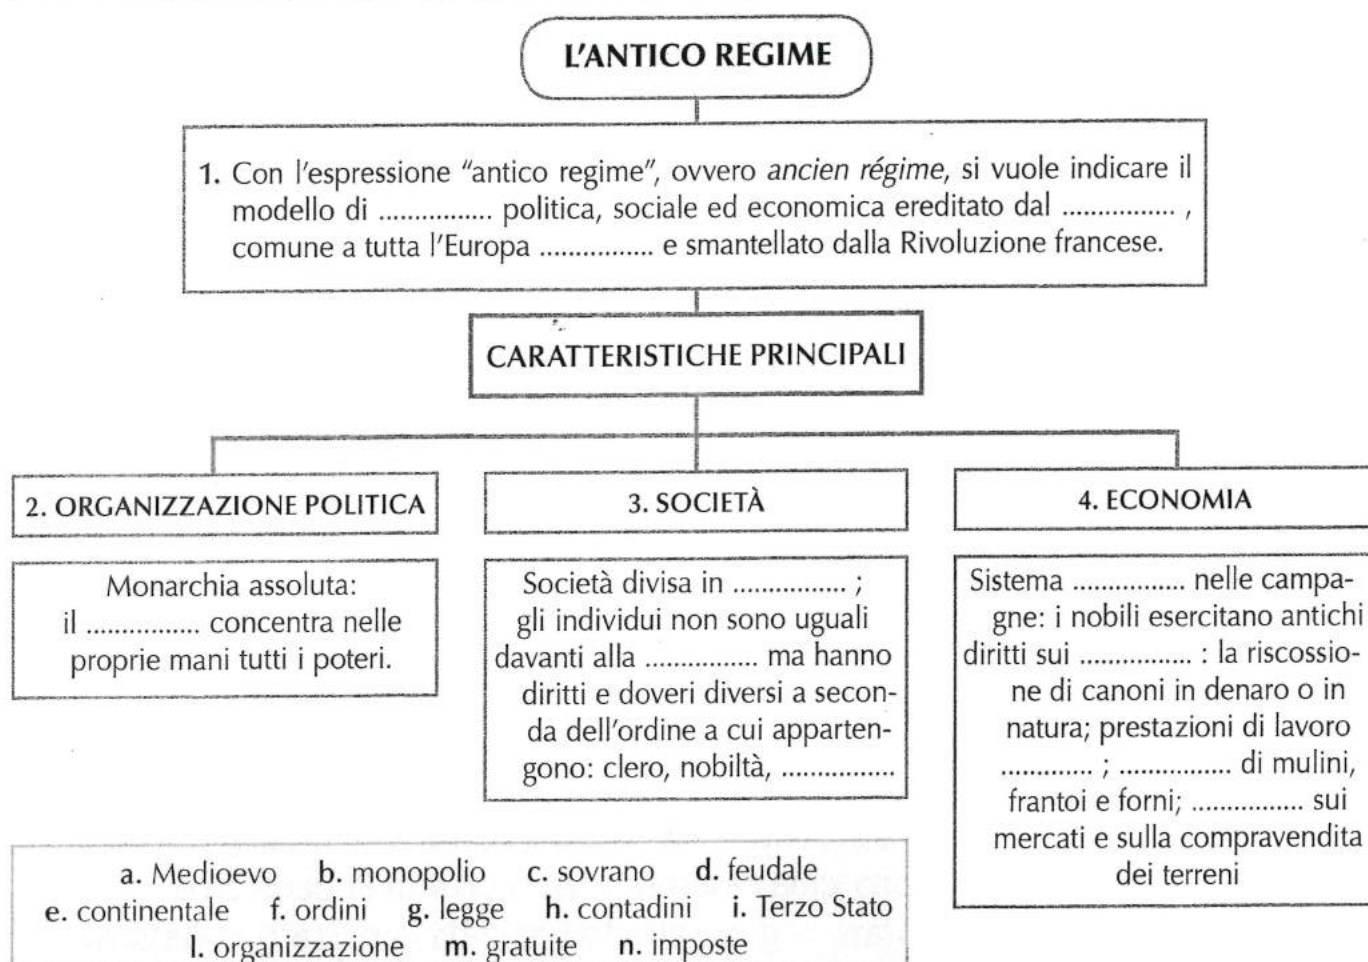 L'ANTICO REGIME
1. Con l'espressione "antico regime", ovvero ancien régime, si vuole indicare il
modello di ................ politica, sociale ed economica ereditato dal ................ ,
comune a tutta l'Europa ................ e smantellato dalla Rivoluzione francese.
CARATTERISTICHE PRINCIPALI
2. ORGANIZZAZIONE POLITICA
Monarchia assoluta:
il ................ concentra nelle
proprie mani tutti i poteri.
3. SOCIETÀ
Società divisa in ................ ;
gli individui non sono uguali
davanti alla ................ ma hanno
diritti e doveri diversi a secon-
da dell'ordine a cui apparten-
gono: clero, nobiltà, ................
4. ECONOMIA
Sistema ................ nelle campa-
gne: i nobili esercitano antichi
diritti sui ................ : la riscossio-
ne di canoni in denaro o in
natura; prestazioni di lavoro
............. ; ................ di mulini,
frantoi e forni; ................ sui
mercati e sulla compravendita
dei terreni
a. Medioevo b. monopolio c. sovrano d. feudale
e. continentale f. ordini g. legge h. contadini i. Terzo Stato
l. organizzazione m. gratuite n. imposte